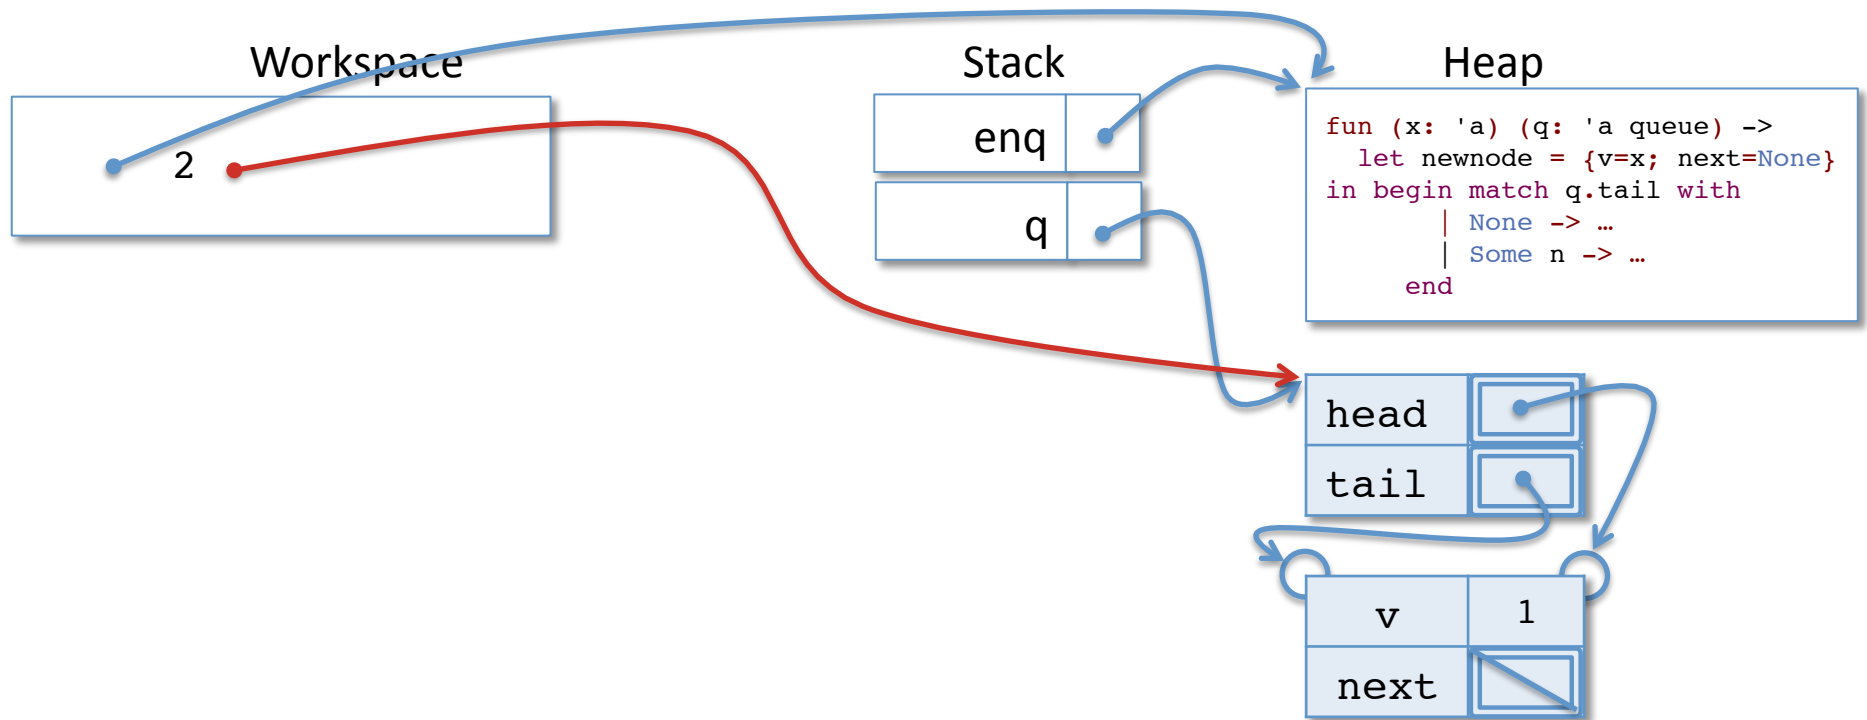 Workspace
Stack
Heap
2
enq
q
fun (x: 'a) (q: 'a queue) ->
let newnode = {v=x; next=None}
in begin match q.tail with
| None -> …
| Some n -> …
end
head
tail
v 1
next